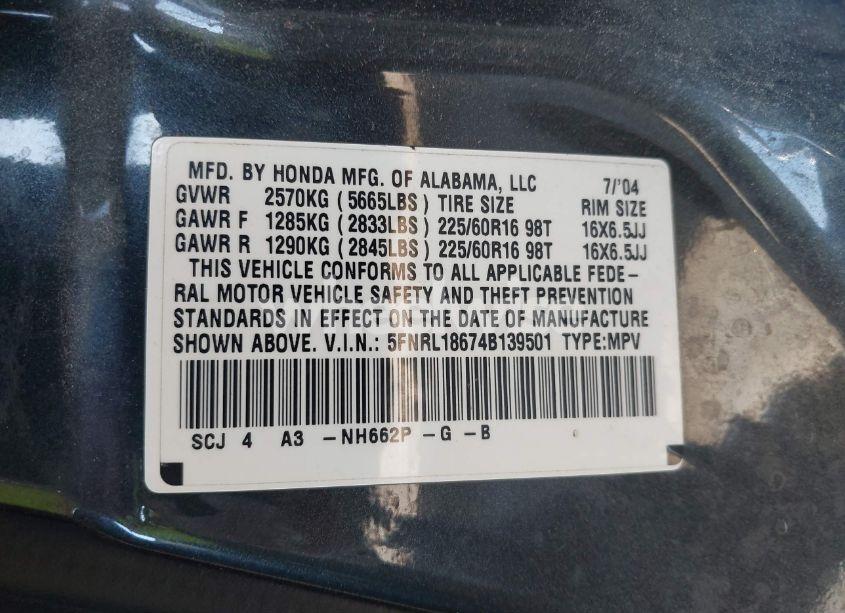 MFD. BY HONDA MFG. OF ALABAMA, LLC 7/'04
GVWR 2570KG (5665LBS) TIRE SIZE RIM SIZE
GAWR F 1285KG (2833LBS) 225/60R16 98T 16X6.5JJ
GAWR R 1290KG (2845LBS) 225/60R16 98T 16X6.5JJ
THIS VEHICLE CONFORMS TO ALL APPLICABLE FEDE-
RAL MOTOR VEHICLE SAFETY AND THEFT PREVENTION
STANDARDS IN EFFECT ON THE DATE OF MANUFACTURE
SHOWN ABOVE. V.I.N.: 5FNRL18674B139501 TYPE:MPV
SCJ 4 A3 -NH662P -G -B